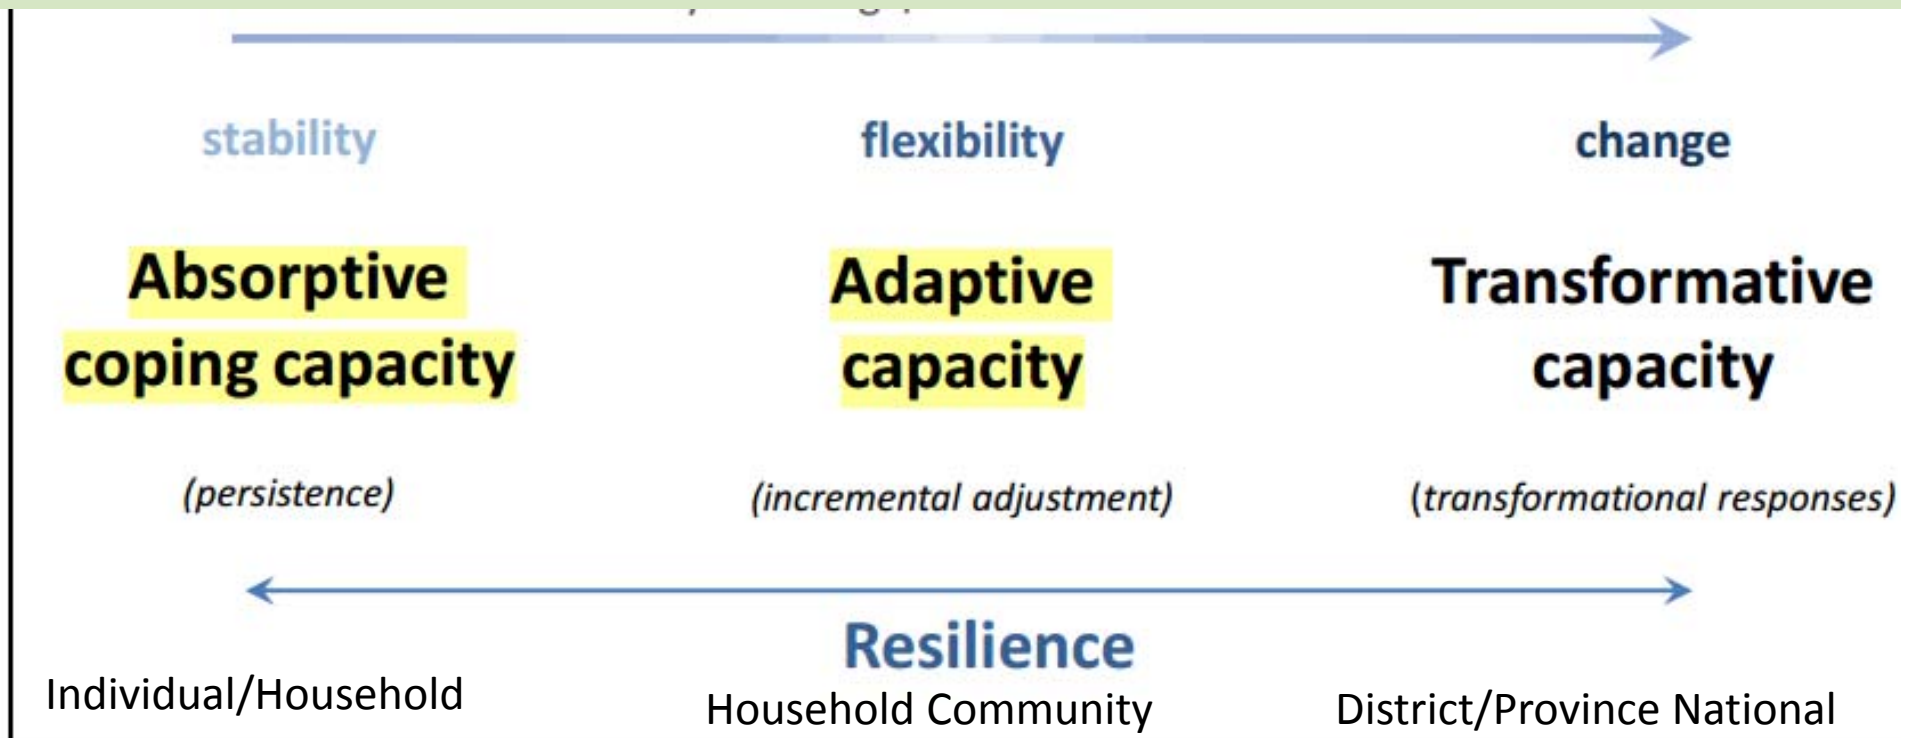 stability flexibility change
Absorptive Adaptive Transformative
coping capacity capacity capacity
(persistence) (incremental adjustment) (transformational responses)
Resilience
Individual/Household Household Community District/Province National